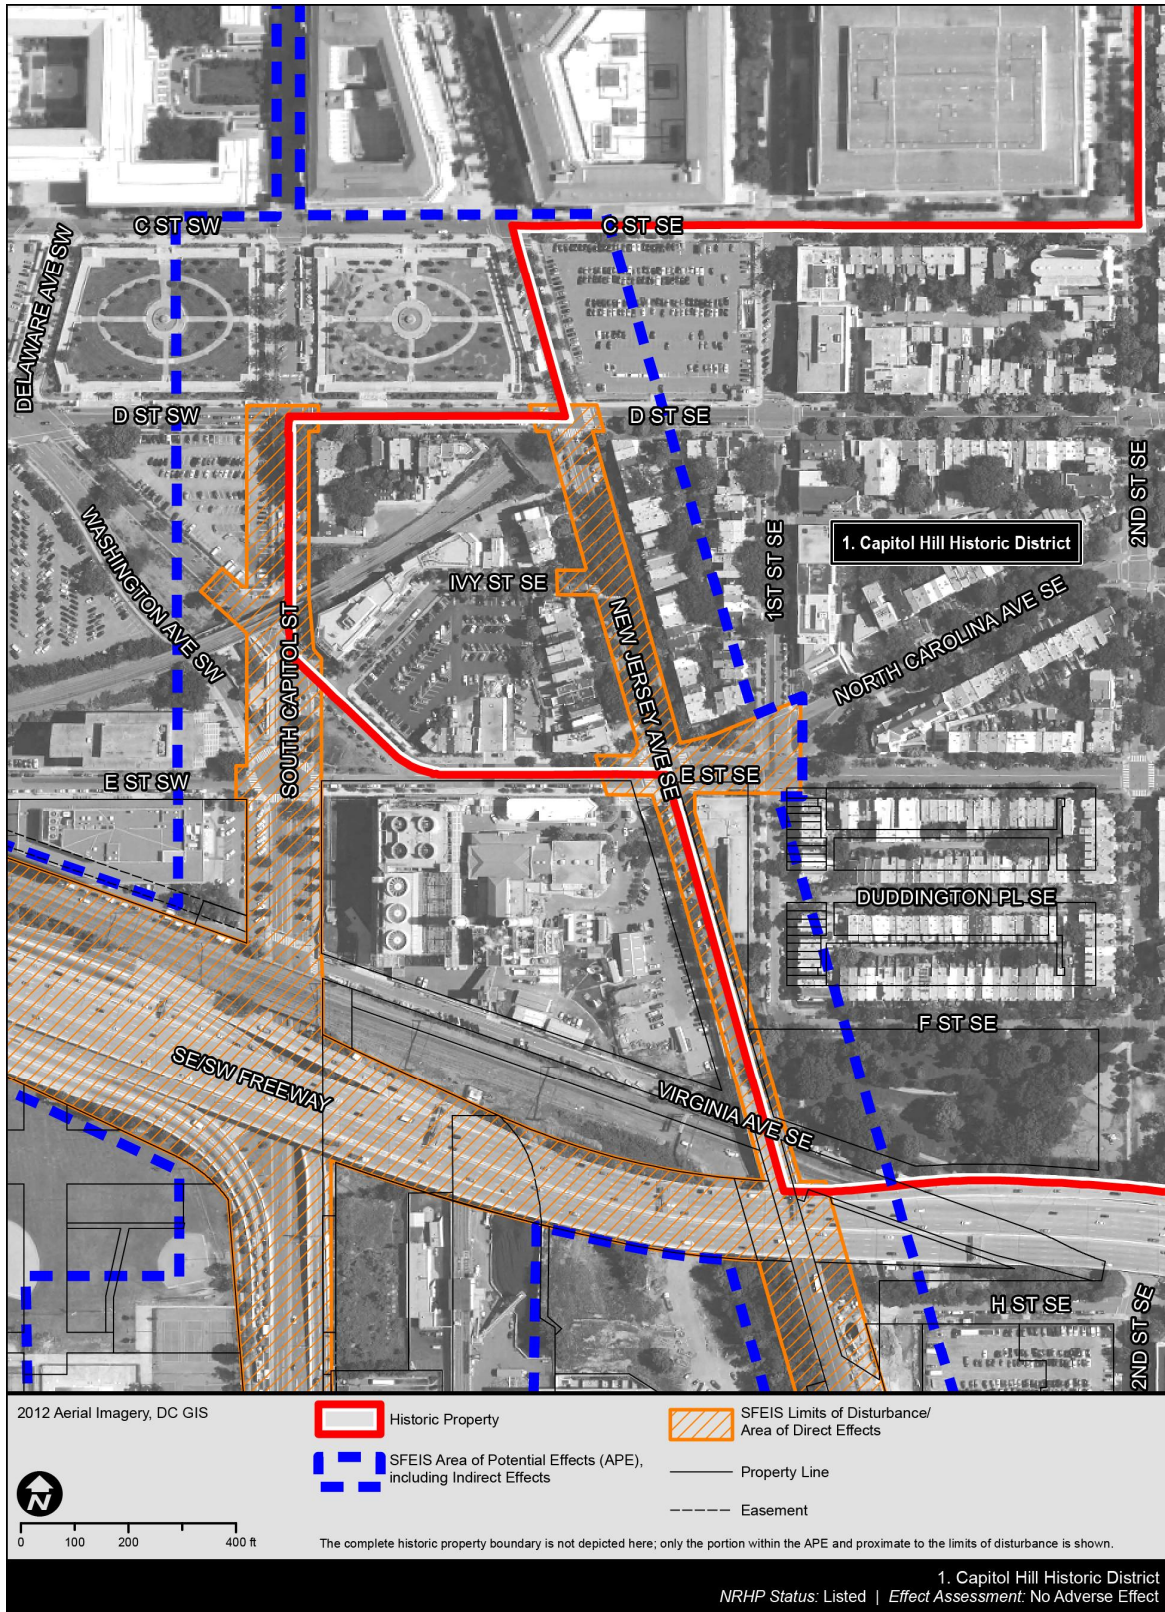 C ST SW
C ST SE
DELAWARE AVE SW
D ST SW
D ST SE
2ND ST SE
WASHINGTON AVE SW
1. Capitol Hill Historic District
1ST ST SE
IVY ST SE
NORTH CAROLINA AVE SE
NEW JERSEY AVE SE
SOUTH CAPITOL ST
E ST SW
E ST SE
DUDDINGTON PL SE
F ST SE
SE/SW FREEWAY
VIRGINIA AVE SE
H ST SE
2ND ST SE
2012 Aerial Imagery, DC GIS
Historic Property
SFEIS Area of Potential Effects (APE),
including Indirect Effects
SFEIS Limits of Disturbance/
Area of Direct Effects
Property Line
Easement
N
0 100 200 400 ft
The complete historic property boundary is not depicted here; only the portion within the APE and proximate to the limits of disturbance is shown.
1. Capitol Hill Historic District
NRHP Status: Listed | Effect Assessment: No Adverse Effect